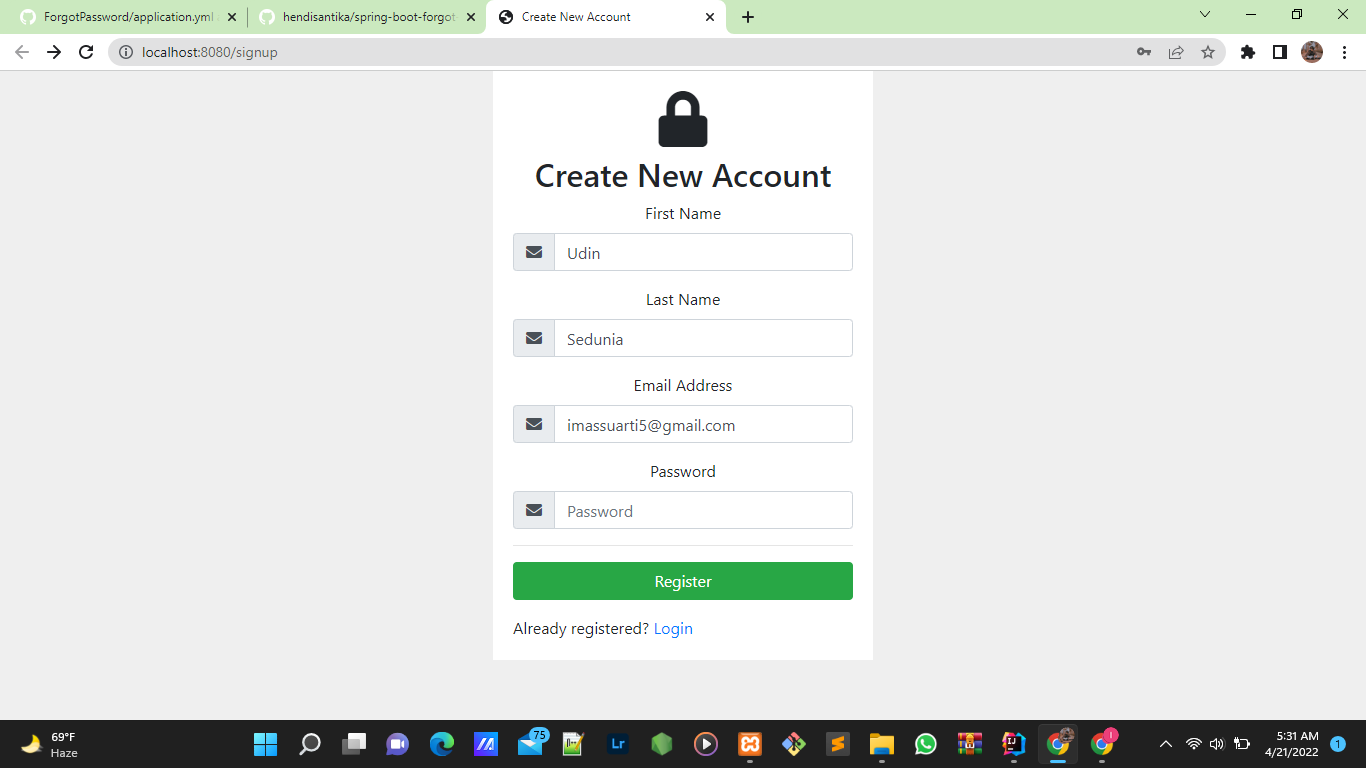 ForgotPassword/application.yml
hendisantika/spring-boot-forgot
Create New Account
localhost:8080/signup
Create New Account
First Name
Udin
Last Name
Sedunia
Email Address
imassuarti5@gmail.com
Password
Password
Register
Already registered? Login
69°F
Haze
75
Lr
IJ
5:31 AM
4/21/2022
1